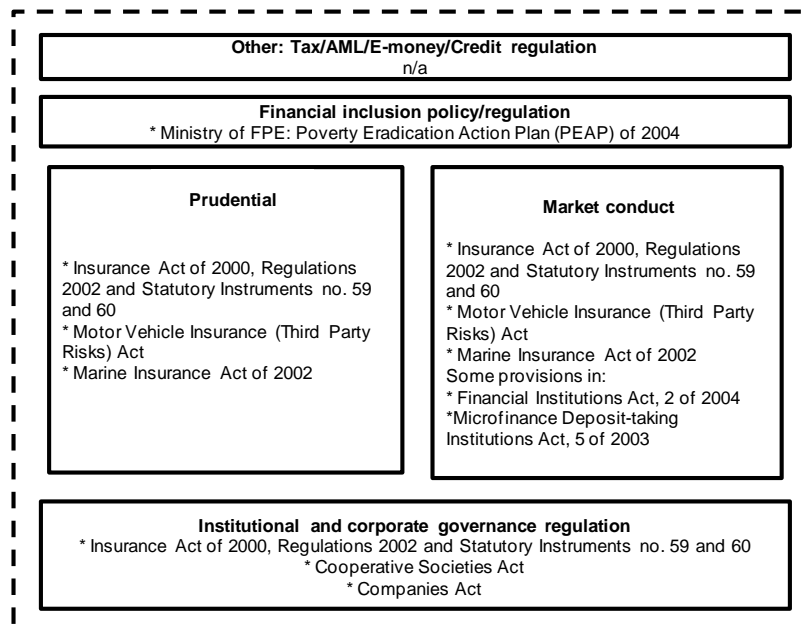 Other: Tax/AML/E-money/Credit regulation
n/a
Financial inclusion policy/regulation
* Ministry of FPE: Poverty Eradication Action Plan (PEAP) of 2004
Prudential
* Insurance Act of 2000, Regulations
2002 and Statutory Instruments no. 59
and 60
* Motor Vehicle Insurance (Third Party
Risks) Act
* Marine Insurance Act of 2002
Market conduct
* Insurance Act of 2000, Regulations
2002 and Statutory Instruments no. 59
and 60
* Motor Vehicle Insurance (Third Party
Risks) Act
* Marine Insurance Act of 2002
Some provisions in:
* Financial Institutions Act, 2 of 2004
*Microfinance Deposit-taking
Institutions Act, 5 of 2003
Institutional and corporate governance regulation
* Insurance Act of 2000, Regulations 2002 and Statutory Instruments no. 59 and 60
* Cooperative Societies Act
* Companies Act